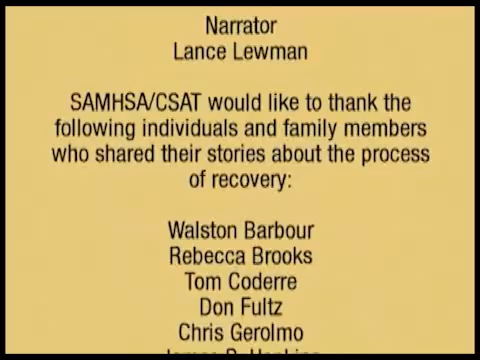 Narrator
Lance Lewman
SAMHSA/CSAT would like to thank the
following individuals and family members
who shared their stories about the process
of recovery:
Walston Barbour
Rebecca Brooks
Tom Coderre
Don Fultz
Chris Gerolmo